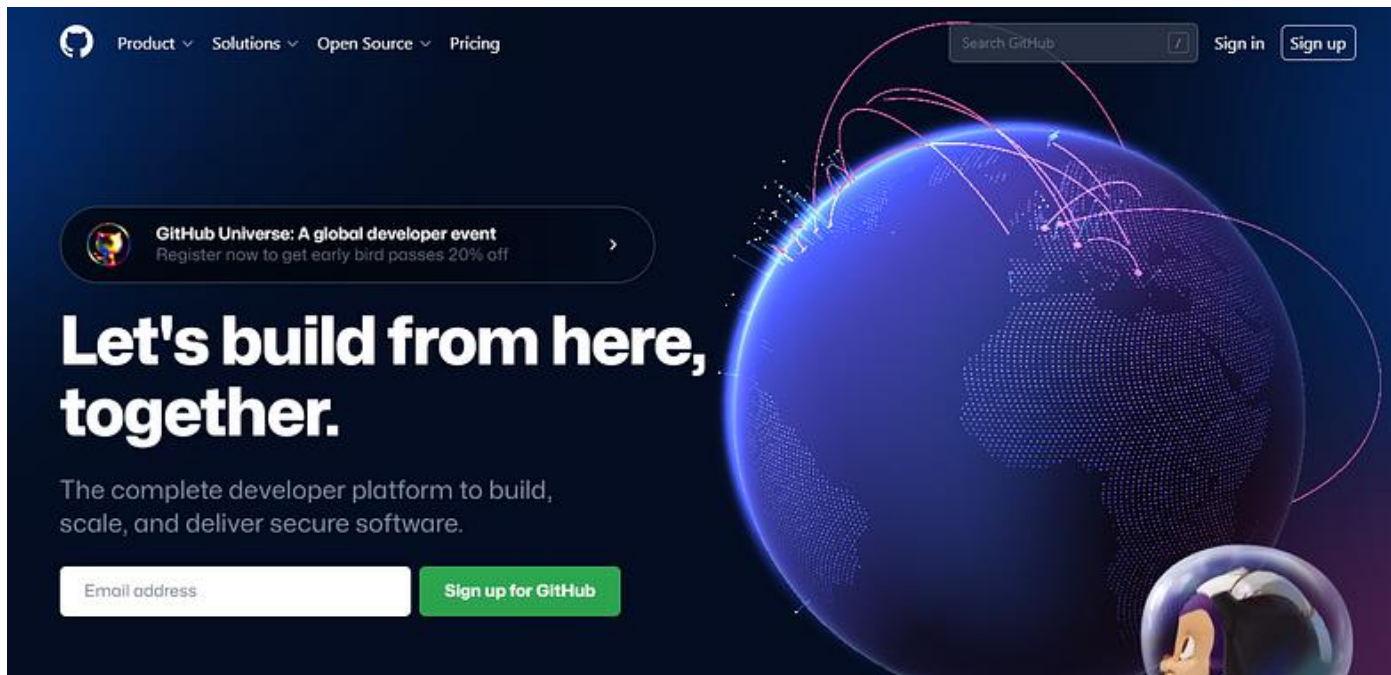 Product
Solutions
Open Source
Pricing
Search GitHub
/
Sign in
Sign up
GitHub Universe: A global developer event
Register now to get early bird passes 20% off
Let's build from here,
together.
The complete developer platform to build,
scale, and deliver secure software.
Email address
Sign up for GitHub